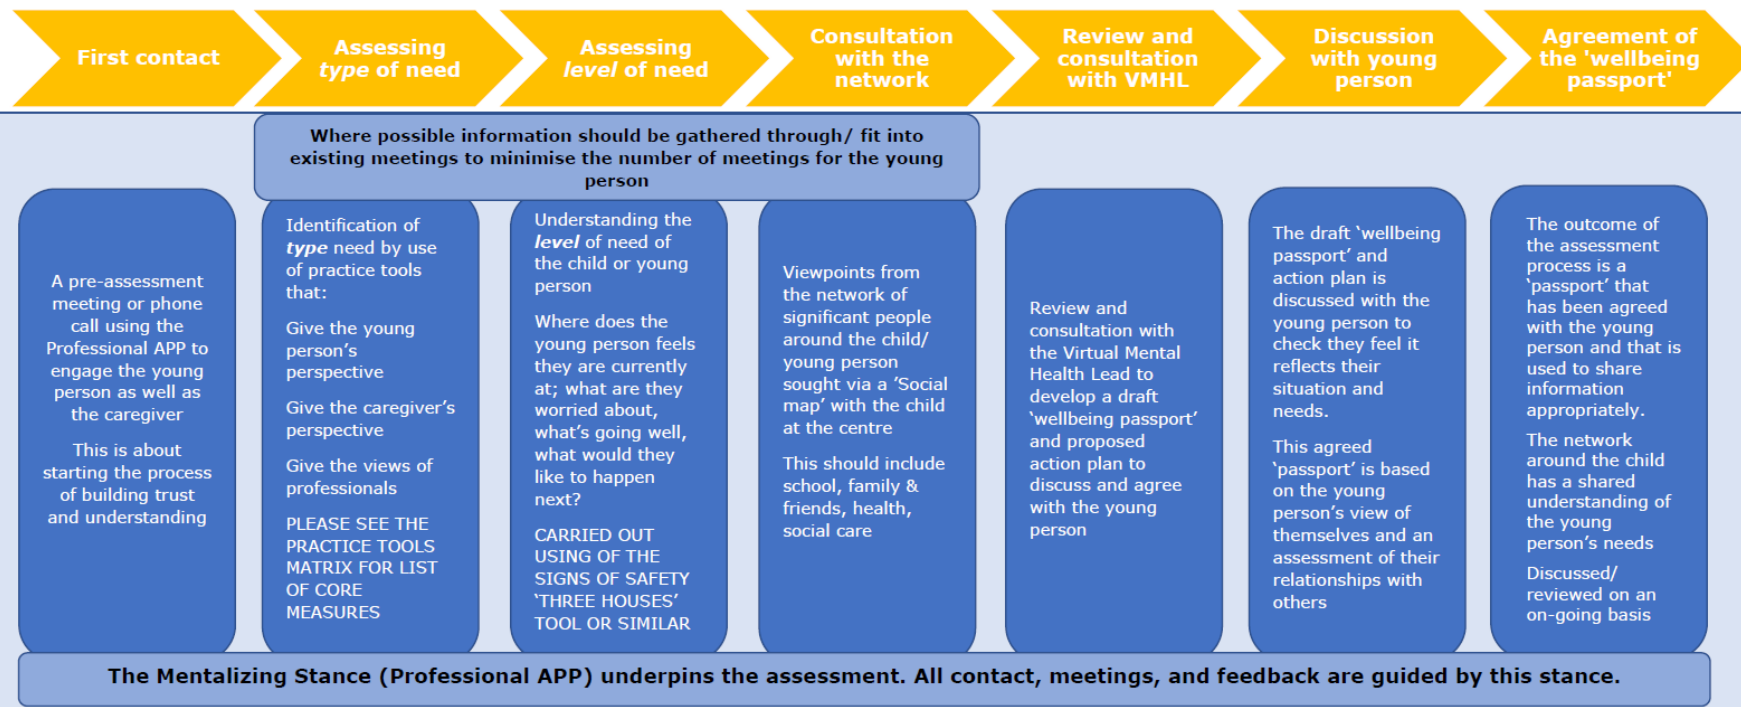 First contact
Assessing
type of need
Assessing
level of need
Consultation
with the
network
Review and
consultation
with VMHL
Discussion
with young
person
Agreement of
the 'wellbeing
passport'
Where possible information should be gathered through/ fit into
existing meetings to minimise the number of meetings for the young
person
A pre-assessment
meeting or phone
call using the
Professional APP to
engage the young
person as well as
the caregiver
This is about
starting the process
of building trust
and understanding
Identification of
type need by use
of practice tools
that:
Give the young
person's
perspective
Give the caregiver's
perspective
Give the views of
professionals
PLEASE SEE THE
PRACTICE TOOLS
MATRIX FOR LIST
OF CORE
MEASURES
Understanding the
level of need of
the child or young
person
Where does the
young person feels
they are currently
at; what are they
worried about,
what's going well,
what would they
like to happen
next?
CARRIED OUT
USING OF THE
SIGNS OF SAFETY
‘THREE HOUSES’
TOOL OR SIMILAR
Viewpoints from
the network of
significant people
around the child/
young person
sought via a ‘Social
map’ with the child
at the centre
This should include
school, family &
friends, health,
social care
Review and
consultation with
the Virtual Mental
Health Lead to
develop a draft
‘wellbeing passport’
and proposed
action plan to
discuss and agree
with the young
person
The draft ‘wellbeing
passport’ and
action plan is
discussed with the
young person to
check they feel it
reflects their
situation and
needs.
This agreed
‘passport’ is based
on the young
person’s view of
themselves and an
assessment of their
relationships with
others
The outcome of
the assessment
process is a
‘passport’ that
has been agreed
with the young
person and that is
used to share
information
appropriately.
The network
around the child
has a shared
understanding of
the young
person’s needs
Discussed/
reviewed on an
on-going basis
The Mentalizing Stance (Professional APP) underpins the assessment. All contact, meetings, and feedback are guided by this stance.